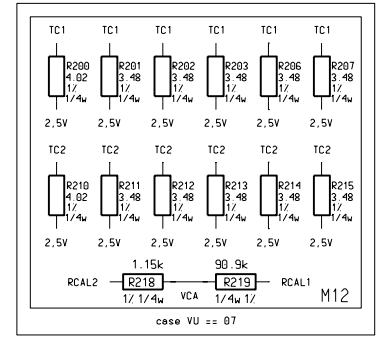 TC1 TC1 TC1 TC1 TC1 TC1
R200 R201 R202 R203 R206 R207
4.02 3.48 3.48 3.48 3.48 3.48
1% 1% 1% 1% 1% 1%
1/4w 1/4w 1/4w 1/4w 1/4w 1/4w
2,5V 2,5V 2,5V 2,5V 2,5V 2,5V
TC2 TC2 TC2 TC2 TC2 TC2
R210 R211 R212 R213 R214 R215
4.02 3.48 3.48 3.48 3.48 3.48
1% 1% 1% 1% 1% 1%
1/4w 1/4w 1/4w 1/4w 1/4w 1/4w
2,5V 2,5V 2,5V 2,5V 2,5V 2,5V
1.15k 90.9k
RCAL2 R218 R219 RCAL1
1% 1/4w VCA 1/4w 1% M12
case VU == 07